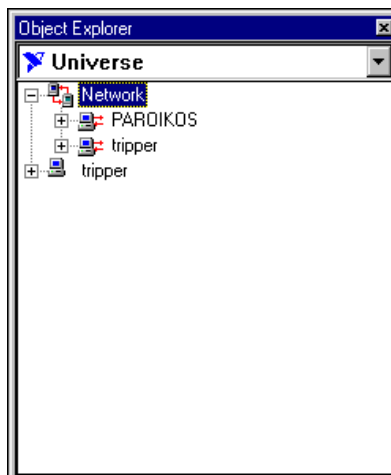 Object Explorer
Universe
Network
PAROIKOS
tripper
tripper